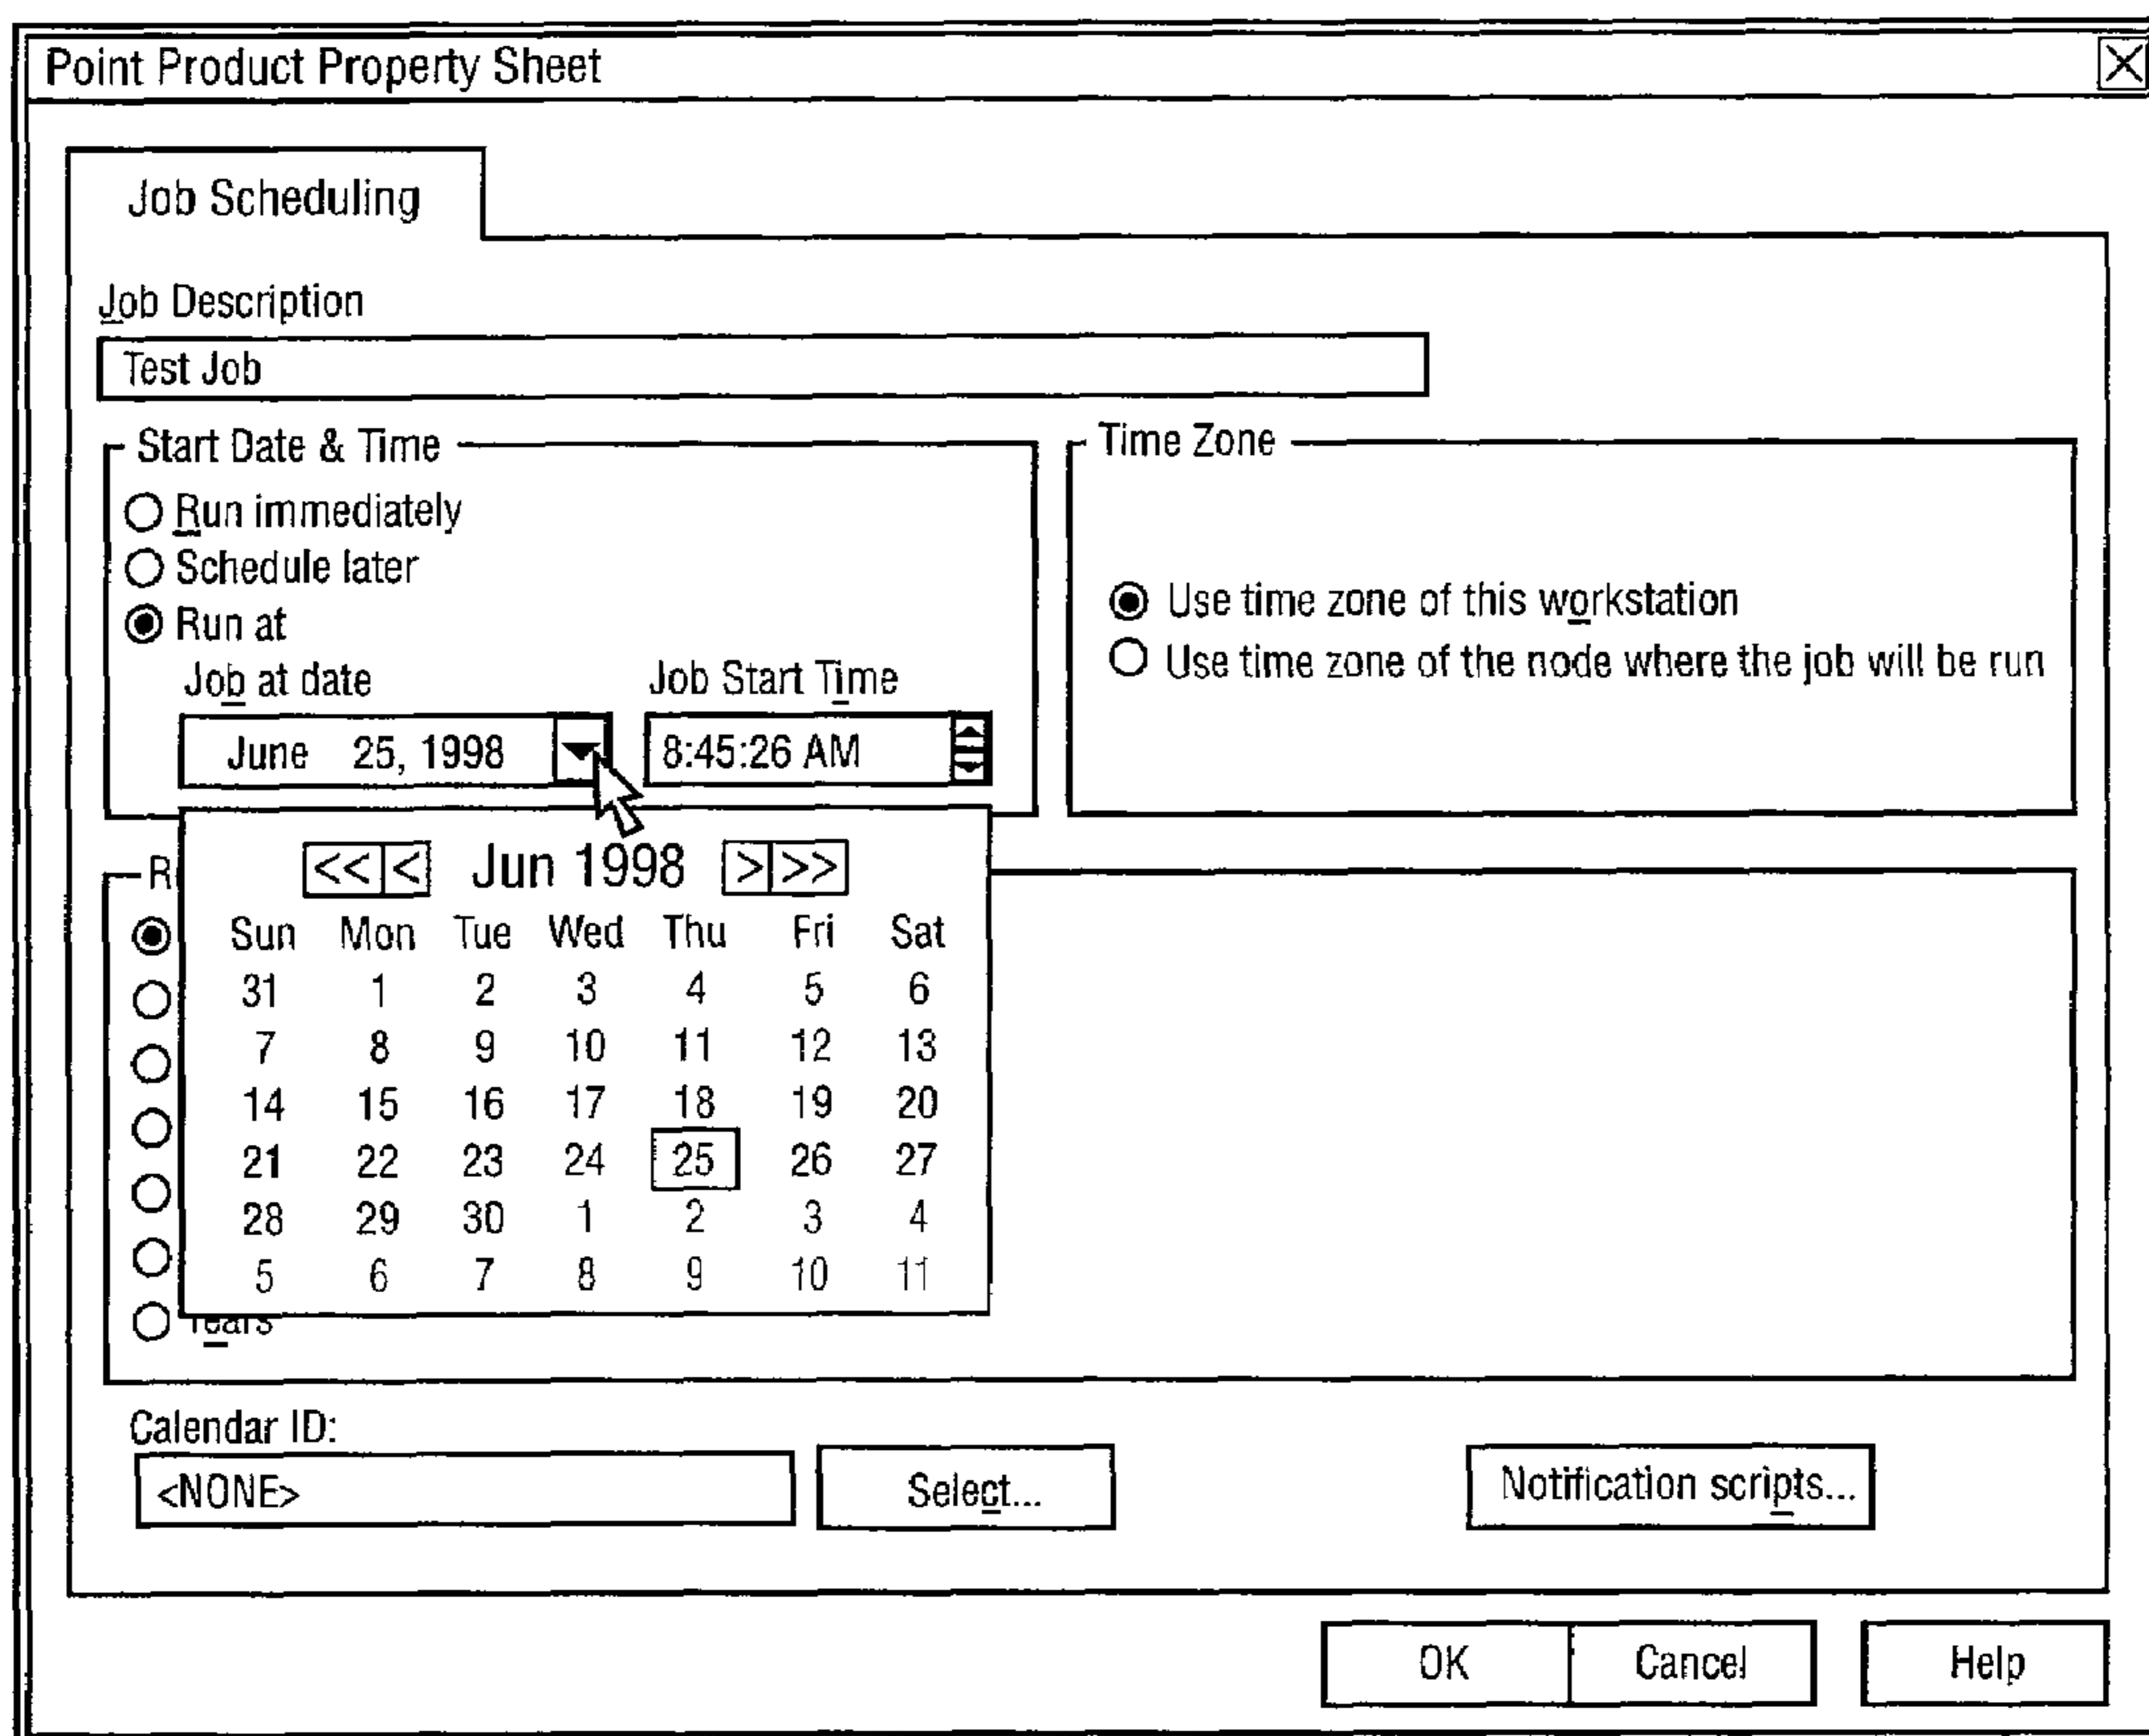 Point Product Property Sheet
Job Scheduling
Job Description
Test Job
Start Date & Time
Run immediately
Schedule later
Run at
Job at date
Job Start Time
June 25, 1998
8:45:26 AM
Time Zone
Use time zone of this workstation
Use time zone of the node where the job will be run
R
<< < Jun 1998 > >>
Sun Mon Tue Wed Thu Fri Sat
31 1 2 3 4 5 6
7 8 9 10 11 12 13
14 15 16 17 18 19 20
21 22 23 24 25 26 27
28 29 30 1 2 3 4
5 6 7 8 9 10 11
Years
Calendar ID:
<NONE>
Select...
Notification scripts...
OK
Cancel
Help